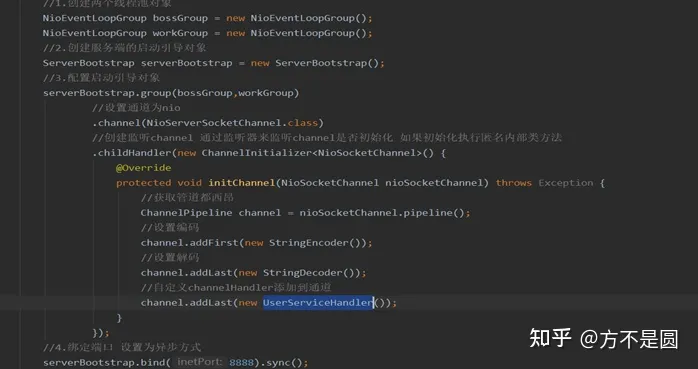 //1.创建两个线程池对象
NioEventLoopGroup bossGroup = new NioEventLoopGroup();
NioEventLoopGroup workGroup = new NioEventLoopGroup();
//2.创建服务端的启动引导对象
ServerBootstrap serverBootstrap = new ServerBootstrap();
//3.配置启动引导对象
serverBootstrap.group(bossGroup,workGroup)
//设置通道为nio
.channel(NioServerSocketChannel.class)
//创建监听channel 通过监听器来监听channel是否初始化 如果初始化执行匿名内部类方法
.childHandler(new ChannelInitializer<NioSocketChannel>() {
@Override
protected void initChannel(NioSocketChannel nioSocketChannel) throws Exception {
//获取管道都西昂
ChannelPipeline channel = nioSocketChannel.pipeline();
//设置编码
channel.addFirst(new StringEncoder());
//设置解码
channel.addLast(new StringDecoder());
//自定义channelHandler添加到通道
channel.addLast(new UserServiceHandler());
}
});
//4.绑定端口 设置为异步方式
serverBootstrap.bind( inetPort: 8888).sync();
知乎 @方不是圆